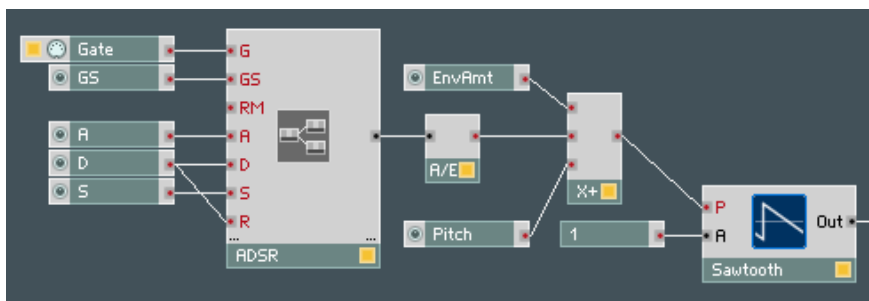 Gate
GS
A
D
S
G
GS
RM
A
D
S
R
...
...
ADSR
EnvAmt
A/E
X+
Pitch
1
P
A
Out
Sawtooth